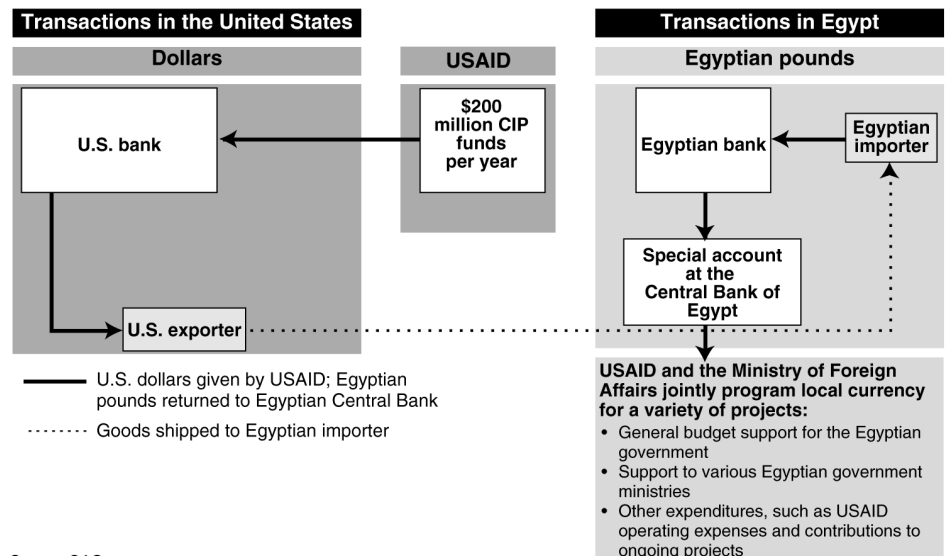 Transactions in the United States
Transactions in Egypt
Dollars
USAID
Egyptian pounds
U.S. bank
$200
million CIP
funds
per year
Egyptian bank
Egyptian
importer
Special account
at the
Central Bank of
Egypt
U.S. exporter
U.S. dollars given by USAID; Egyptian
pounds returned to Egyptian Central Bank
Goods shipped to Egyptian importer
USAID and the Ministry of Foreign
Affairs jointly program local currency
for a variety of projects:
• General budget support for the Egyptian
government
• Support to various Egyptian government
ministries
• Other expenditures, such as USAID
operating expenses and contributions to
ongoing projects